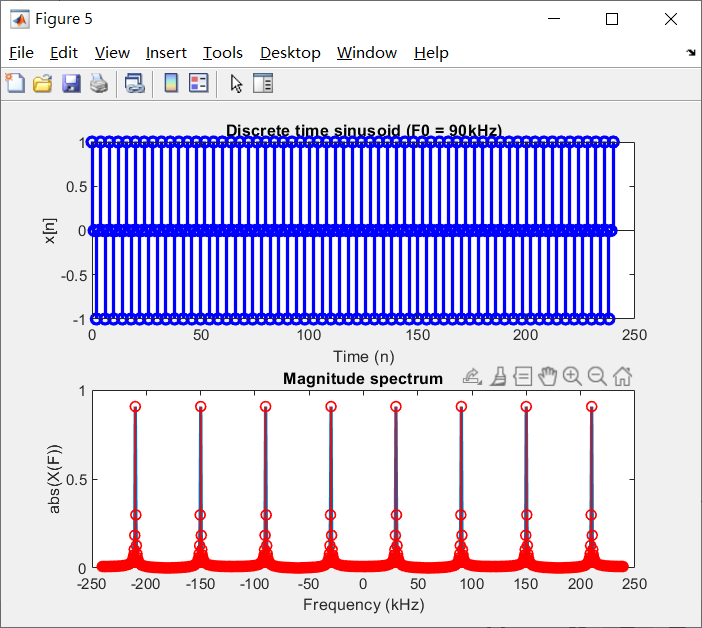 Figure 5
File Edit View Insert Tools Desktop Window Help
Discrete time sinusoid (F0 = 90kHz)
1
0.5
0
-0.5
-1
x[n]
0 50 100 150 200 250
Time (n)
Magnitude spectrum
1
0.5
0
abs(X(F))
-250 -200 -150 -100 -50 0 50 100 150 200 250
Frequency (kHz)